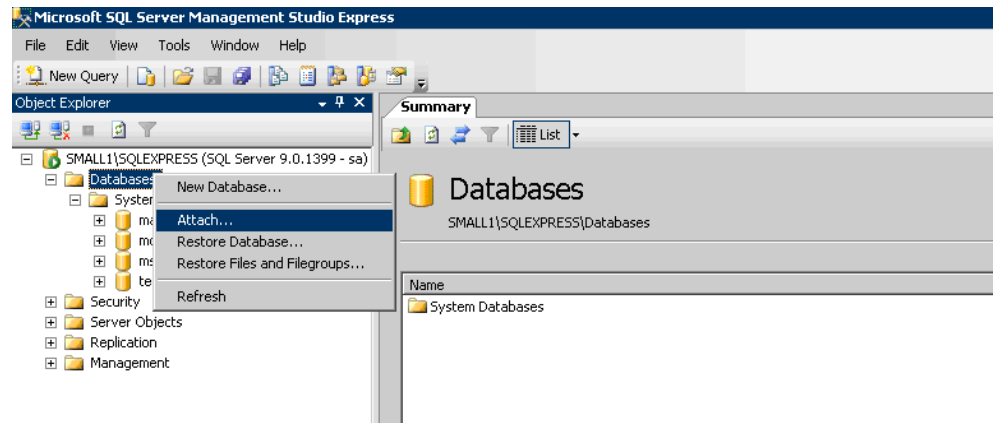 Microsoft SQL Server Management Studio Express
File Edit View Tools Window Help
New Query
Object Explorer
Summary
List
SMALL1\SQLEXPRESS (SQL Server 9.0.1399 - sa)
Databases
New Database...
Attach...
Restore Database...
Restore Files and Filegroups...
Refresh
Security
Server Objects
Replication
Management
Databases
SMALL1\SQLEXPRESS\Databases
Name
System Databases